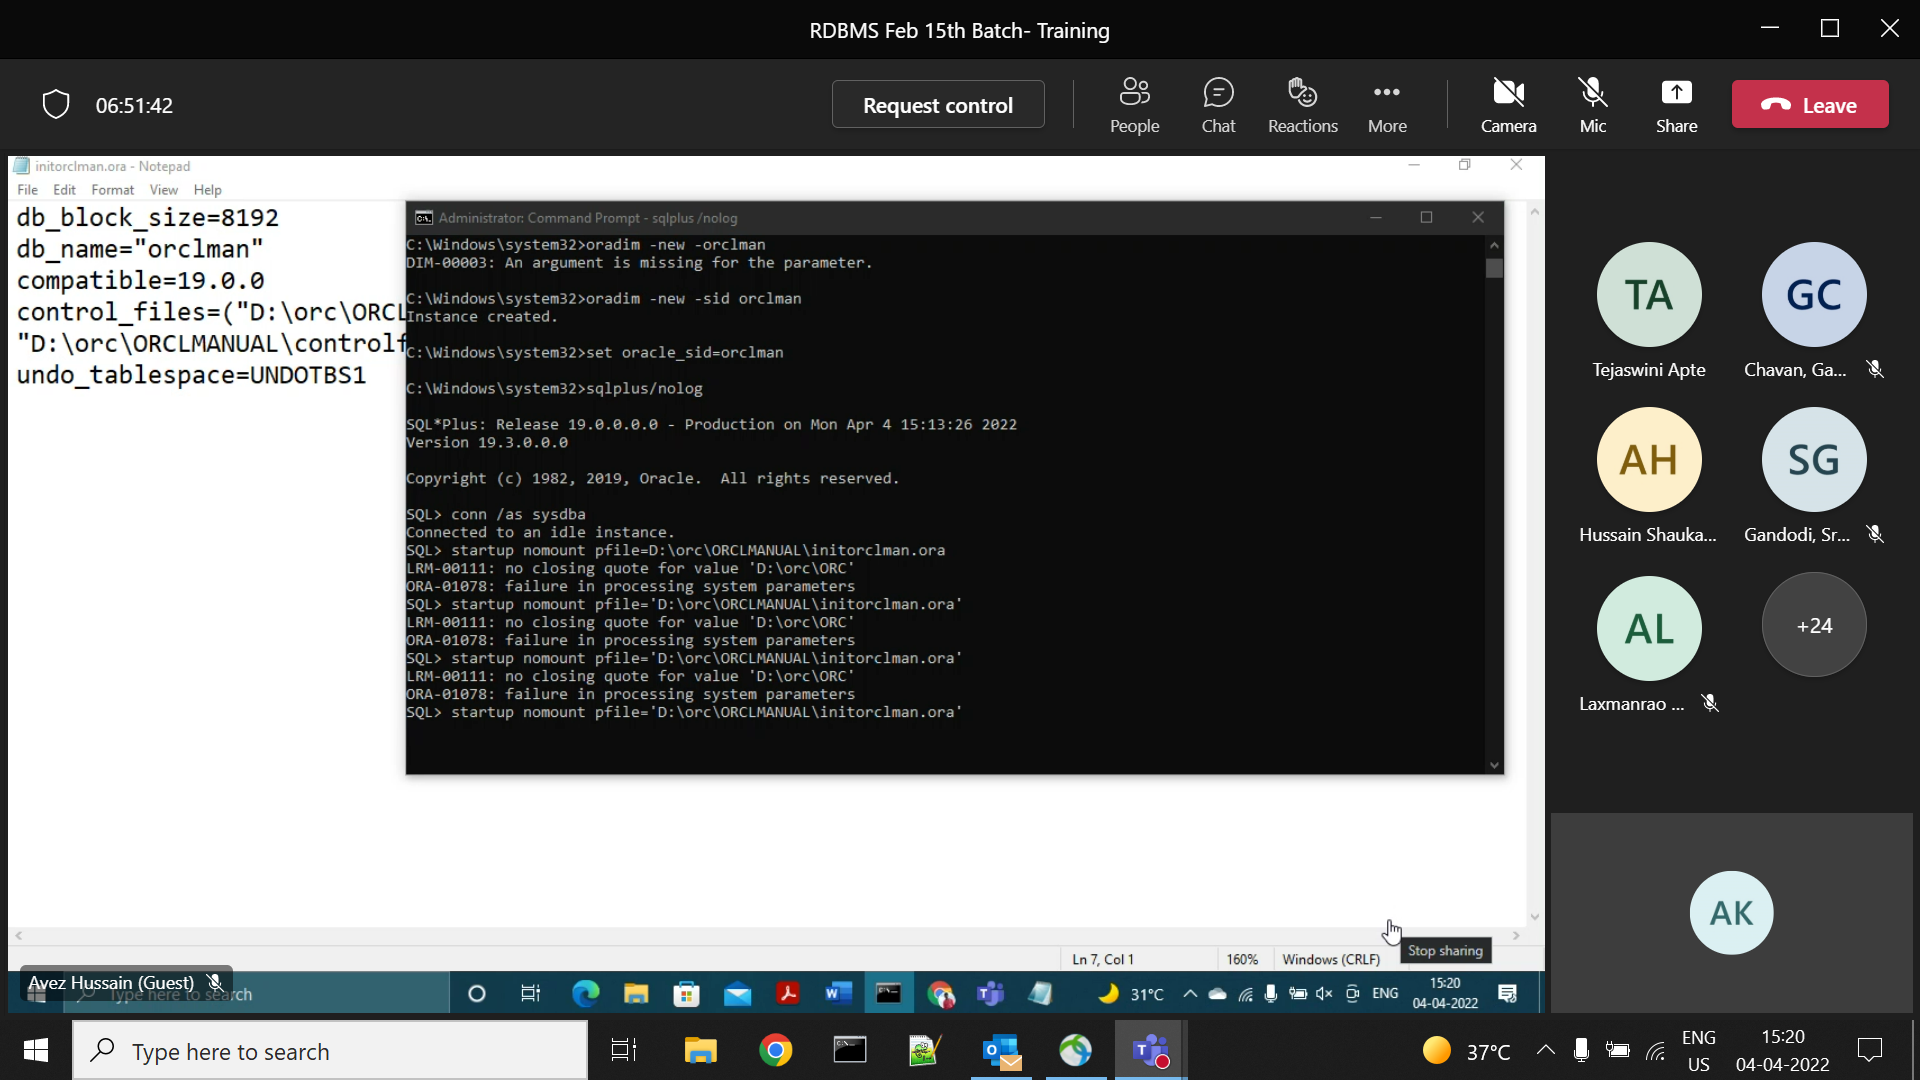 RDBMS Feb 15th Batch- Training
06:51:42
Request control
People
Chat
Reactions
More
Camera
Mic
Share
Leave
initorclman.ora - Notepad
File Edit Format View Help
db_block_size=8192
db_name="orclman"
compatible=19.0.0
control_files=("D:\orc\ORCL
"D:\orc\ORCLMANUAL\controlf
undo_tablespace=UNDOTBS1
Administrator: Command Prompt - sqlplus /nolog
C:\Windows\system32>oradim -new -orclman
DIM-00003: An argument is missing for the parameter.
C:\Windows\system32>oradim -new -sid orclman
Instance created.
C:\Windows\system32>set oracle_sid=orclman
C:\Windows\system32>sqlplus/nolog
SQL*Plus: Release 19.0.0.0.0 - Production on Mon Apr 4 15:13:26 2022
Version 19.3.0.0.0
Copyright (c) 1982, 2019, Oracle.  All rights reserved.
SQL> conn /as sysdba
Connected to an idle instance.
SQL> startup nomount pfile=D:\orc\ORCLMANUAL\initorclman.ora
LRM-00111: no closing quote for value 'D:\orc\ORC'
ORA-01078: failure in processing system parameters
SQL> startup nomount pfile='D:\orc\ORCLMANUAL\initorclman.ora'
LRM-00111: no closing quote for value 'D:\orc\ORC'
ORA-01078: failure in processing system parameters
SQL> startup nomount pfile='D:\orc\ORCLMANUAL\initorclman.ora'
LRM-00111: no closing quote for value 'D:\orc\ORC'
ORA-01078: failure in processing system parameters
SQL> startup nomount pfile='D:\orc\ORCLMANUAL\initorclman.ora'
TA
GC
Tejaswini Apte
Chavan, Ga...
AH
SG
Hussain Shauka...
Gandodi, Sr...
AL
+24
Laxmanrao ...
AK
Stop sharing
Ln 7, Col 1
160%
Windows (CRLF)
Avez Hussain (Guest)
Type here to search
31°C
ENG
15:20
04-04-2022
Type here to search
37°C
ENG
US
15:20
04-04-2022